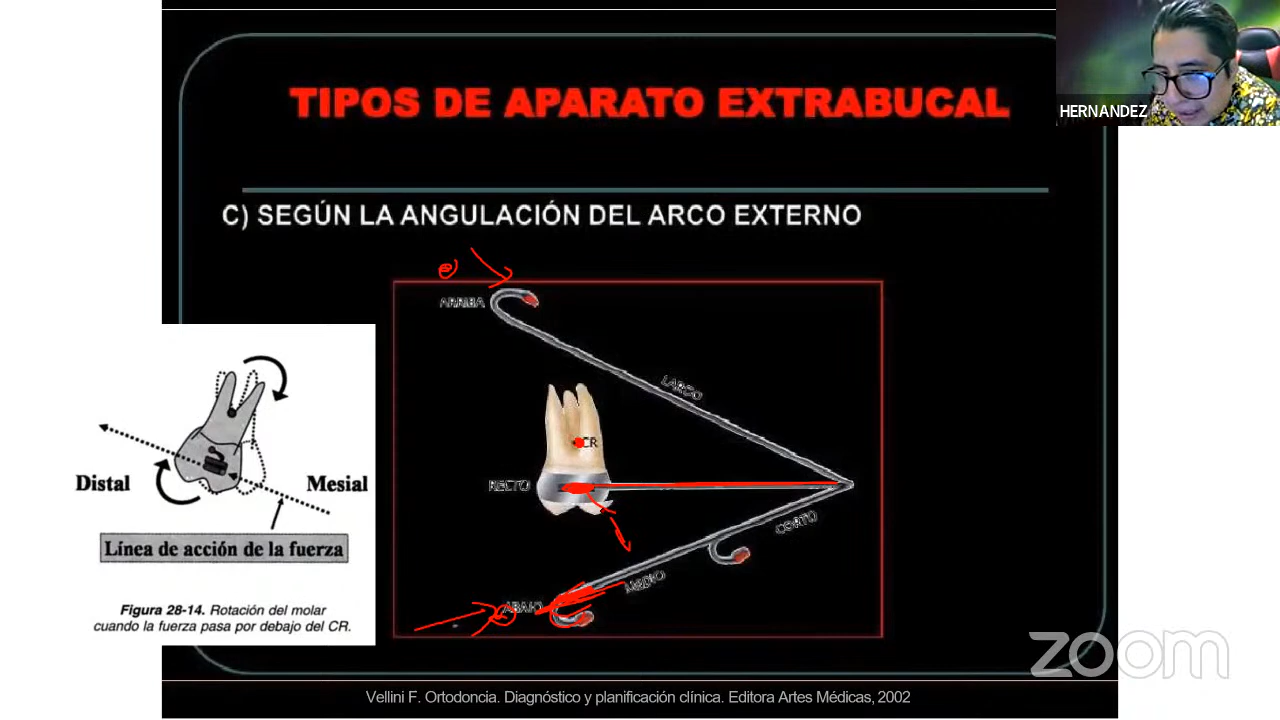 TIPOS DE APARATO EXTRABUCAL
HERNANDEZ
C) SEGÚN LA ANGULACIÓN DEL ARCO EXTERNO
ARRIBA
LARGO
CR
RECTO
CORTO
MEDIO
ABAJO
Distal
Mesial
Línea de acción de la fuerza
Figura 28-14. Rotación del molar
cuando la fuerza pasa por debajo del CR.
zoom
Vellini F. Ortodoncia. Diagnóstico y planificación clínica. Editora Artes Médicas, 2002